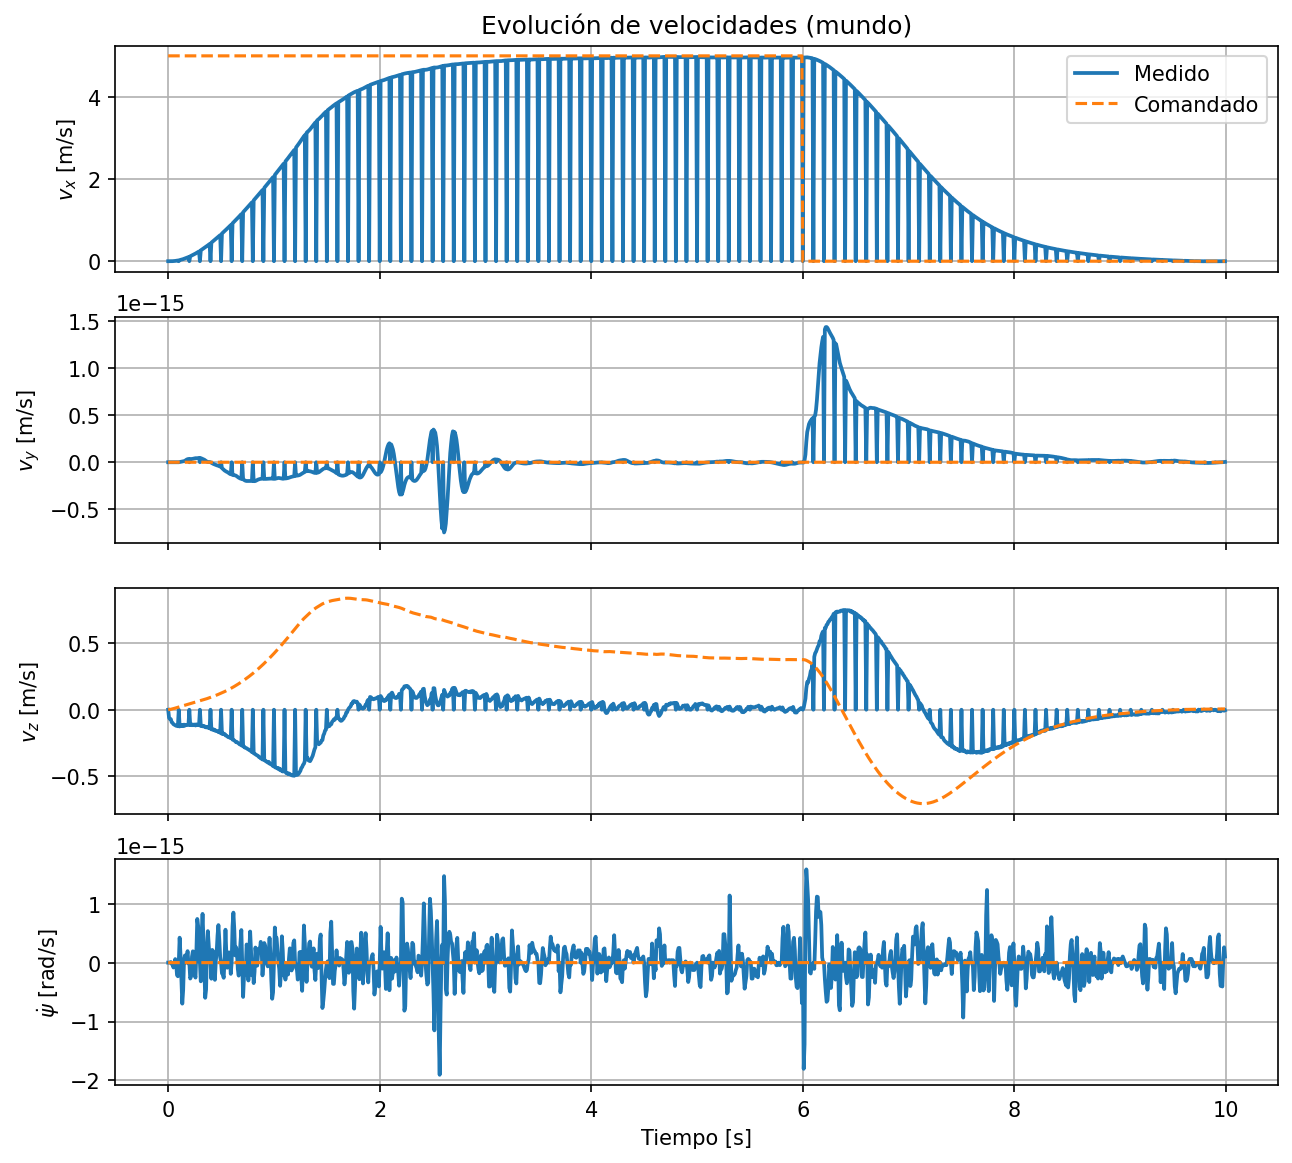 Evolución de velocidades (mundo)
4
2
0
v_x [m/s]
Medido
Comandado
1e−15
1.5
1.0
0.5
0.0
−0.5
v_y [m/s]
0.5
0.0
−0.5
v_z [m/s]
1e−15
1
0
−1
−2
ψ̇ [rad/s]
0 2 4 6 8 10
Tiempo [s]